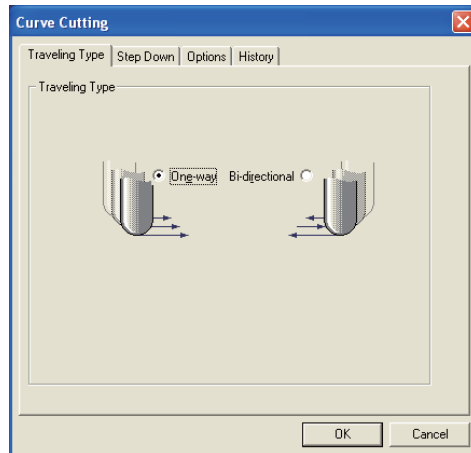 Curve Cutting
Traveling Type Step Down Options History
Traveling Type
One-way Bi-directional
OK Cancel